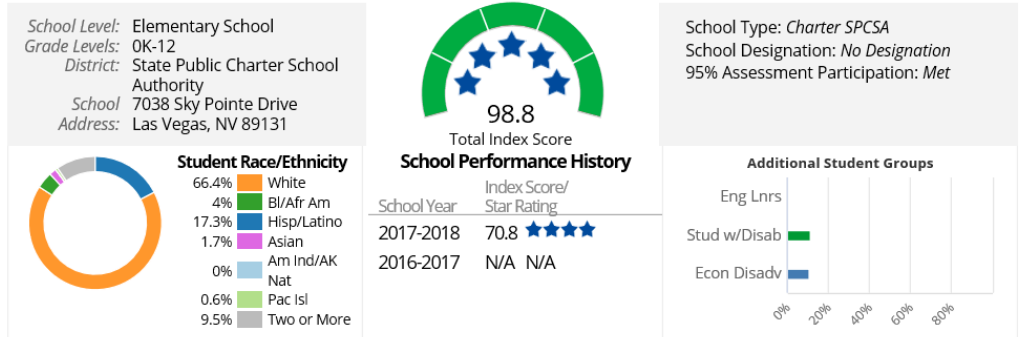 School Level: Elementary School
Grade Levels: 0K-12
District: State Public Charter School
Authority
School 7038 Sky Pointe Drive
Address: Las Vegas, NV 89131
98.8
Total Index Score
School Type: Charter SPCSA
School Designation: No Designation
95% Assessment Participation: Met
Student Race/Ethnicity
66.4% White
4% Bl/Afr Am
17.3% Hisp/Latino
1.7% Asian
0% Am Ind/AK
Nat
0.6% Pac Isl
9.5% Two or More
School Performance History
Index Score/
School Year Star Rating
2017-2018 70.8
2016-2017 N/A N/A
Additional Student Groups
Eng Lnrs
Stud w/Disab
Econ Disadv
0% 20% 40% 60% 80%